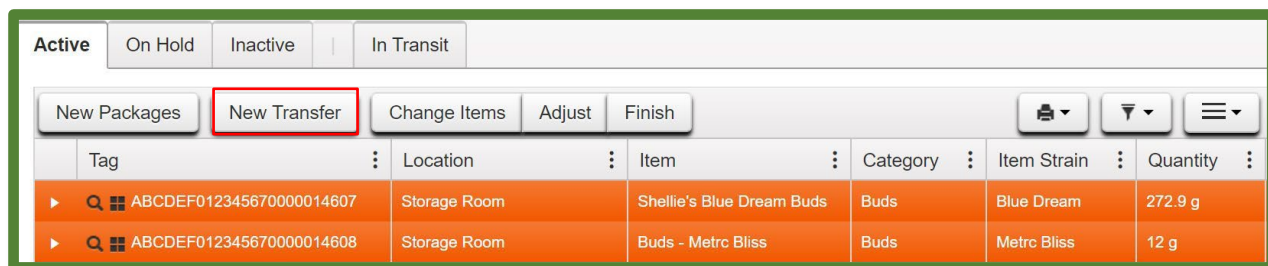 Active On Hold Inactive In Transit
New Packages New Transfer Change Items Adjust Finish
Tag Location Item Category Item Strain Quantity
ABCDEF012345670000014607 Storage Room Shellie's Blue Dream Buds Buds Blue Dream 272.9 g
ABCDEF012345670000014608 Storage Room Buds - Metrc Bliss Buds Metrc Bliss 12 g